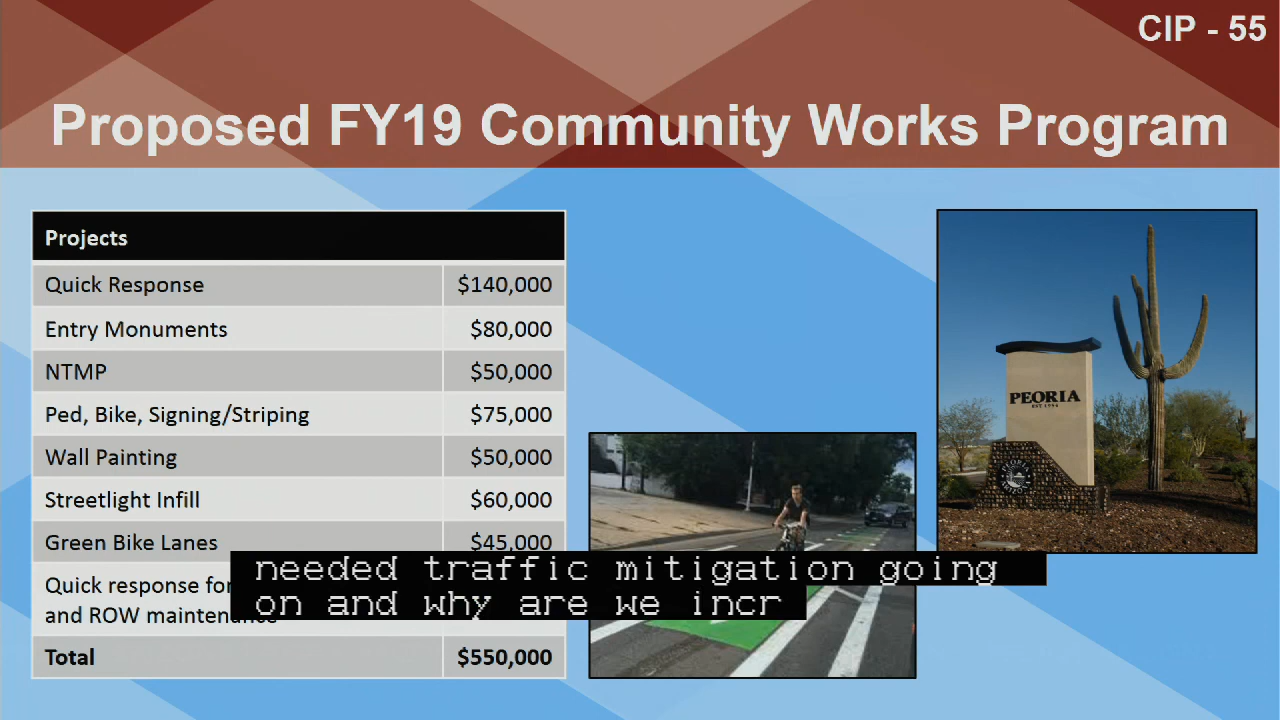 CIP - 55
Proposed FY19 Community Works Program
Projects
Quick Response $140,000
Entry Monuments $80,000
NTMP $50,000
Ped, Bike, Signing/Striping $75,000
Wall Painting $50,000
Streetlight Infill $60,000
Green Bike Lanes $45,000
Quick response for
and ROW maintenance
Total $550,000
PEORIA
EST 1954
needed traffic mitigation going
on and why are we incr